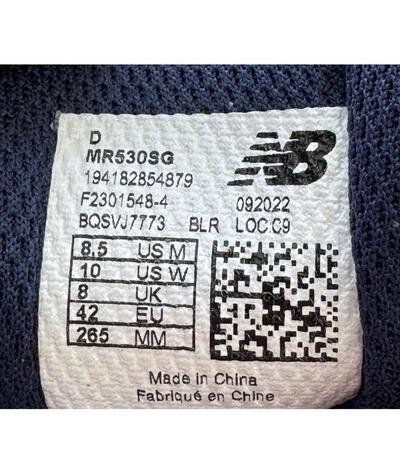 D
MR530SG
NB
194182854879
F2301548-4 092022
BQSVJ7773 BLR LOC:C9
8,5 US M
10 US W
8 UK
42 EU
265 MM
Made in China
Fabriqué en Chine